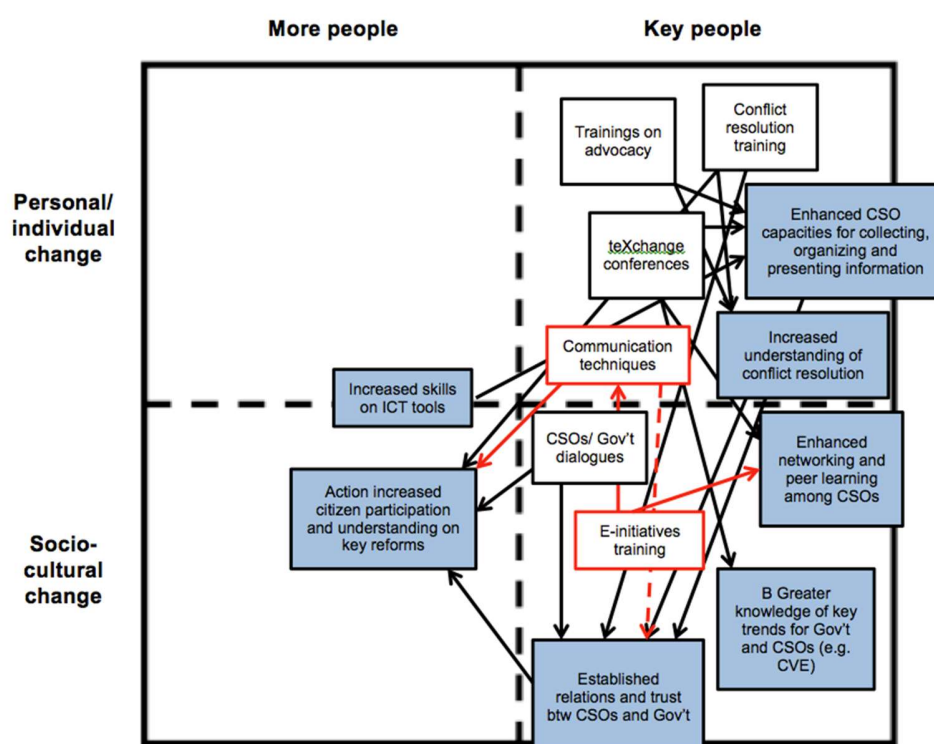 More people
Key people
Personal/
individual
change
Socio-
cultural
change
Trainings on
advocacy
Conflict
resolution
training
teXchange
conferences
Enhanced CSO
capacities for collecting,
organizing and
presenting information
Communication
techniques
Increased
understanding of
conflict resolution
Increased skills
on ICT tools
CSOs/ Gov't
dialogues
Enhanced
networking and
peer learning
among CSOs
Action increased
citizen participation
and understanding on
key reforms
E-initiatives
training
B Greater
knowledge of key
trends for Gov't
and CSOs (e.g.
CVE)
Established
relations and trust
btw CSOs and Gov't